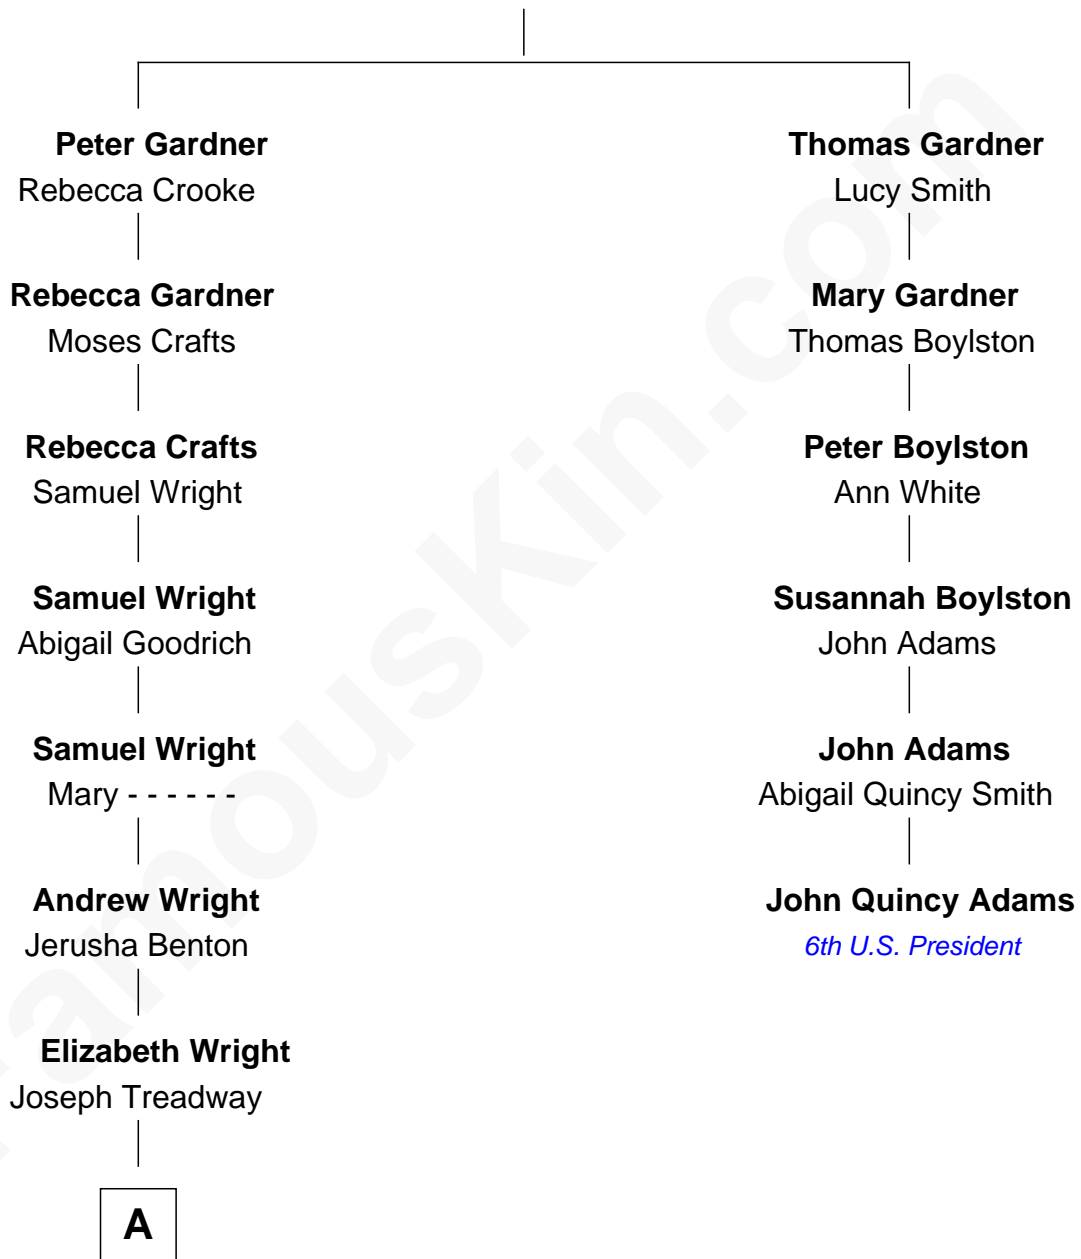 Peter Gardner
Rebecca Crooke
Rebecca Gardner
Moses Crafts
Rebecca Crafts
Samuel Wright
Samuel Wright
Abigail Goodrich
Samuel Wright
Mary - - - - - -
Andrew Wright
Jerusha Benton
Elizabeth Wright
Joseph Treadway
A
Thomas Gardner
Lucy Smith
Mary Gardner
Thomas Boylston
Peter Boylston
Ann White
Susannah Boylston
John Adams
John Adams
Abigail Quincy Smith
John Quincy Adams
6th U.S. President
FamousKin.com